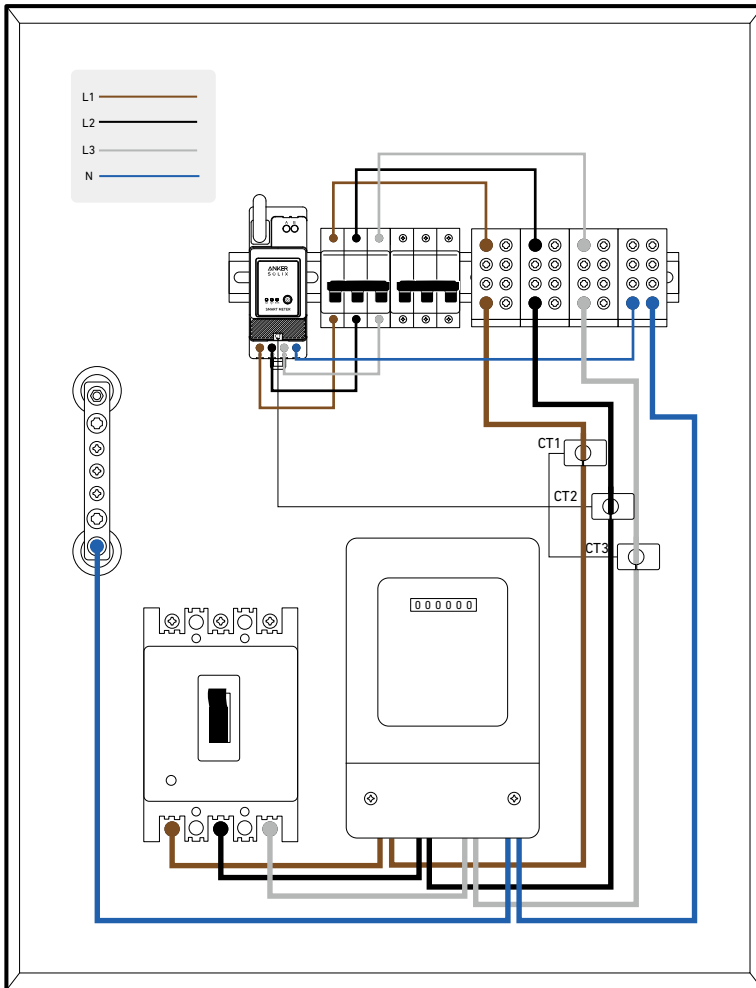 L1
L2
L3
N
A B
ANKER
SOLIX
SMART METER
CT1
CT2
CT3
000000